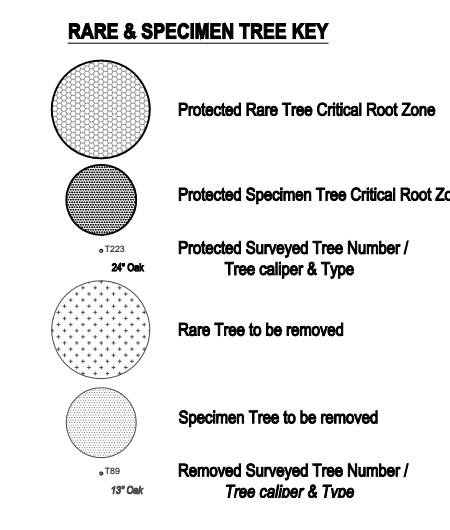 RARE & SPECIMEN TREE KEY
Protected Rare Tree Critical Root Zone
Protected Specimen Tree Critical Root Zo
T223
24" Oak
Protected Surveyed Tree Number /
Tree caliper & Type
Rare Tree to be removed
Specimen Tree to be removed
T89
13" Oak
Removed Surveyed Tree Number /
Tree caliper & Type